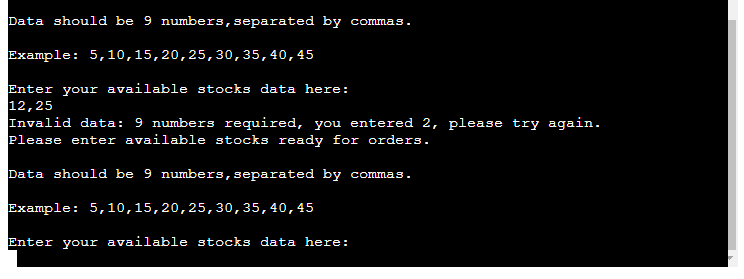 Data should be 9 numbers,separated by commas.
Example: 5,10,15,20,25,30,35,40,45
Enter your available stocks data here:
12,25
Invalid data: 9 numbers required, you entered 2, please try again.
Please enter available stocks ready for orders.
Data should be 9 numbers,separated by commas.
Example: 5,10,15,20,25,30,35,40,45
Enter your available stocks data here: